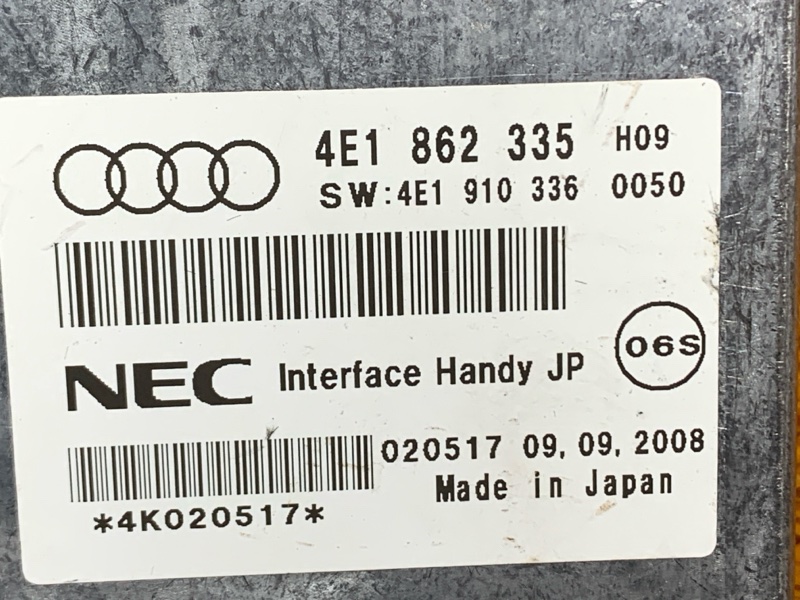 4E1 862 335 H09
SW:4E1 910 336 0050
NEC Interface Handy JP 06S
020517 09.09.2008
Made in Japan
*4K020517*